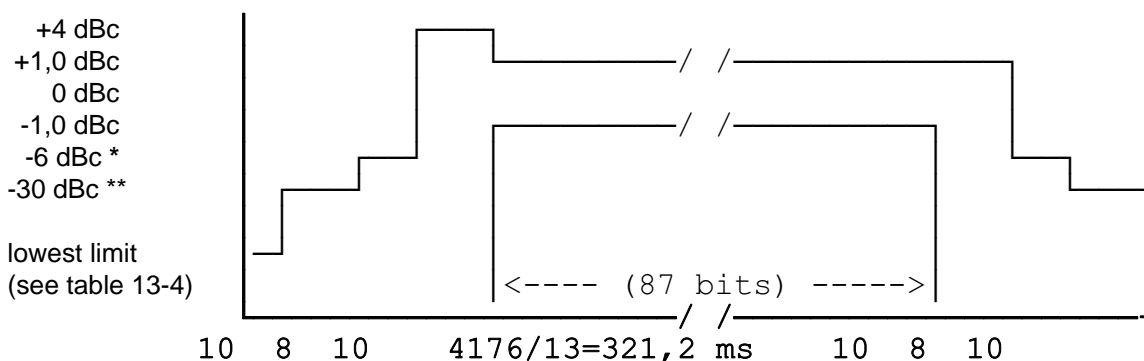 +4 dBc
+1,0 dBc
0 dBc
-1,0 dBc
-6 dBc *
-30 dBc **
lowest limit
(see table 13-4)
<---- (87 bits) ----->
10 8 10 4176/13=321,2 ms 10 8 10